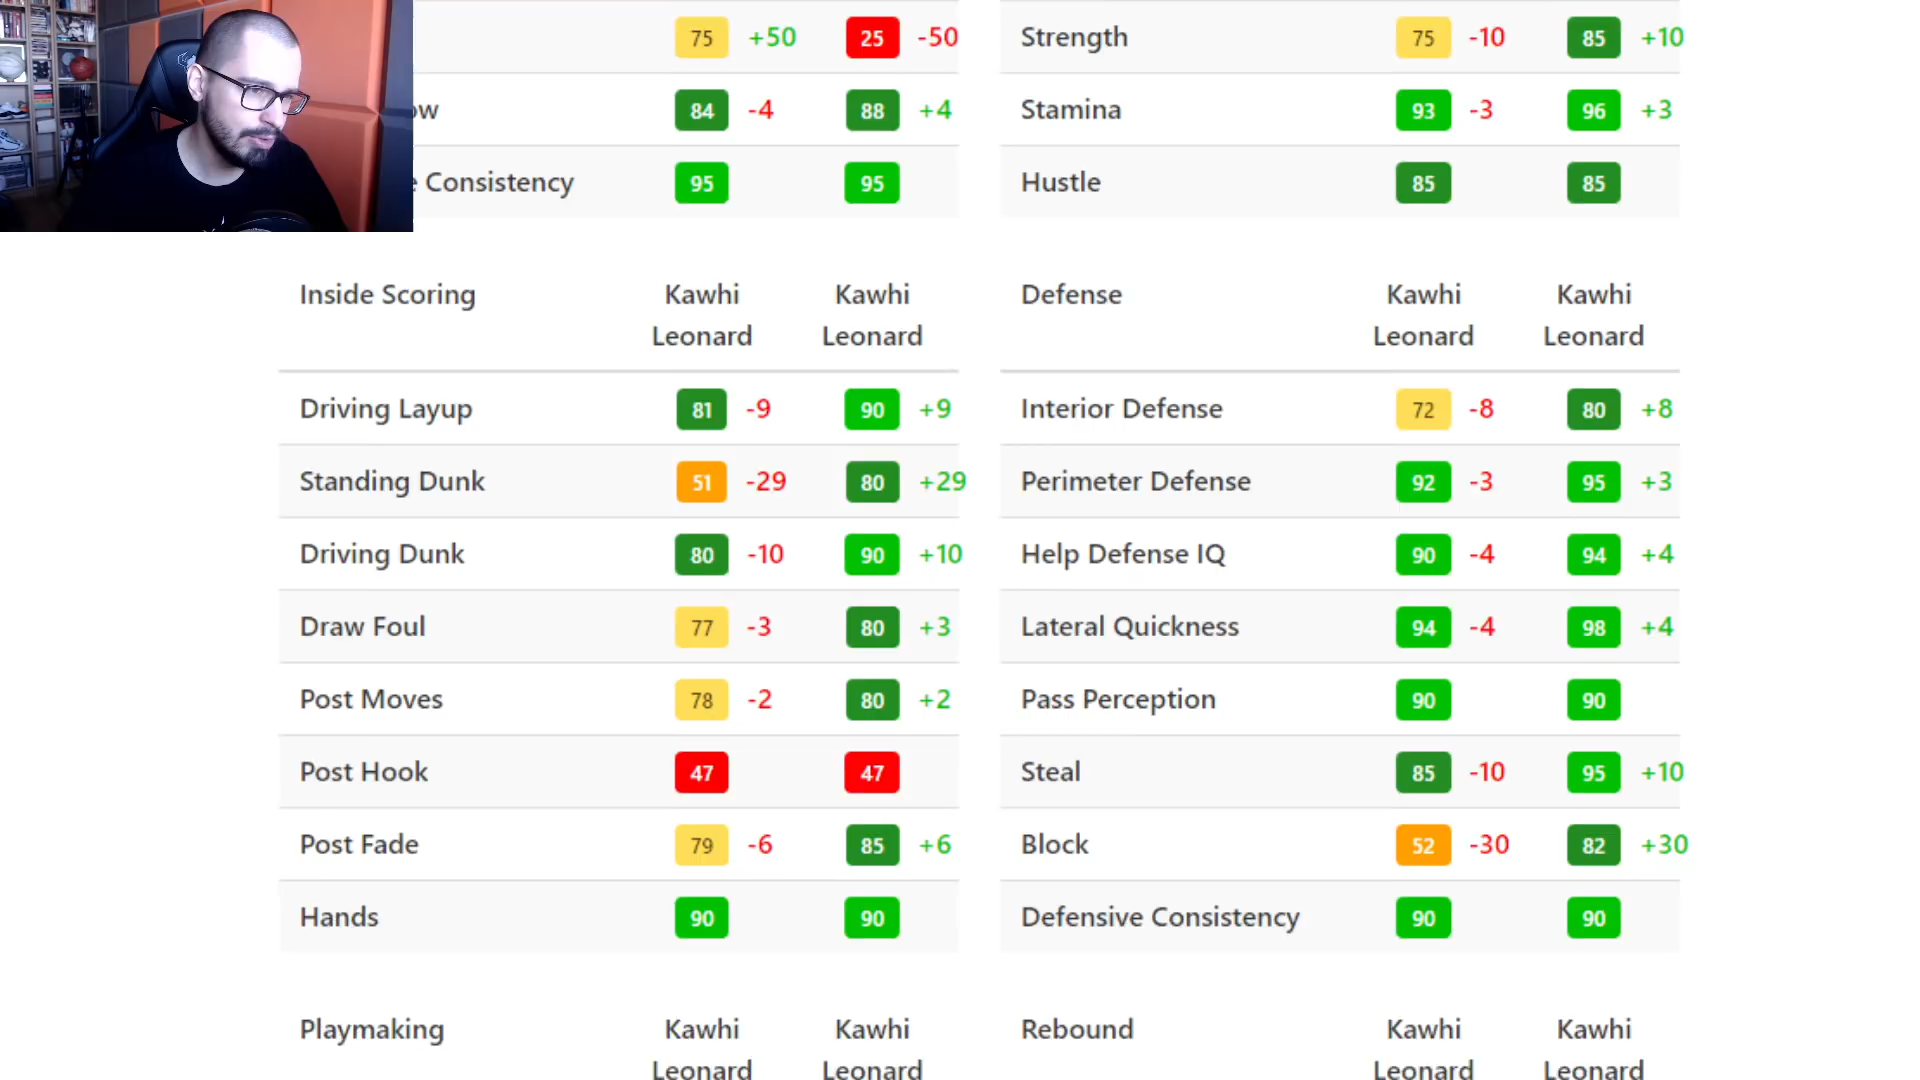 75 +50 25 -50
ow 84 -4 88 +4
e Consistency 95 95
Strength 75 -10 85 +10
Stamina 93 -3 96 +3
Hustle 85 85
Inside Scoring Kawhi Leonard Kawhi Leonard
Driving Layup 81 -9 90 +9
Standing Dunk 51 -29 80 +29
Driving Dunk 80 -10 90 +10
Draw Foul 77 -3 80 +3
Post Moves 78 -2 80 +2
Post Hook 47 47
Post Fade 79 -6 85 +6
Hands 90 90
Defense Kawhi Leonard Kawhi Leonard
Interior Defense 72 -8 80 +8
Perimeter Defense 92 -3 95 +3
Help Defense IQ 90 -4 94 +4
Lateral Quickness 94 -4 98 +4
Pass Perception 90 90
Steal 85 -10 95 +10
Block 52 -30 82 +30
Defensive Consistency 90 90
Playmaking Kawhi Leonard Kawhi Leonard
Rebound Kawhi Leonard Kawhi Leonard